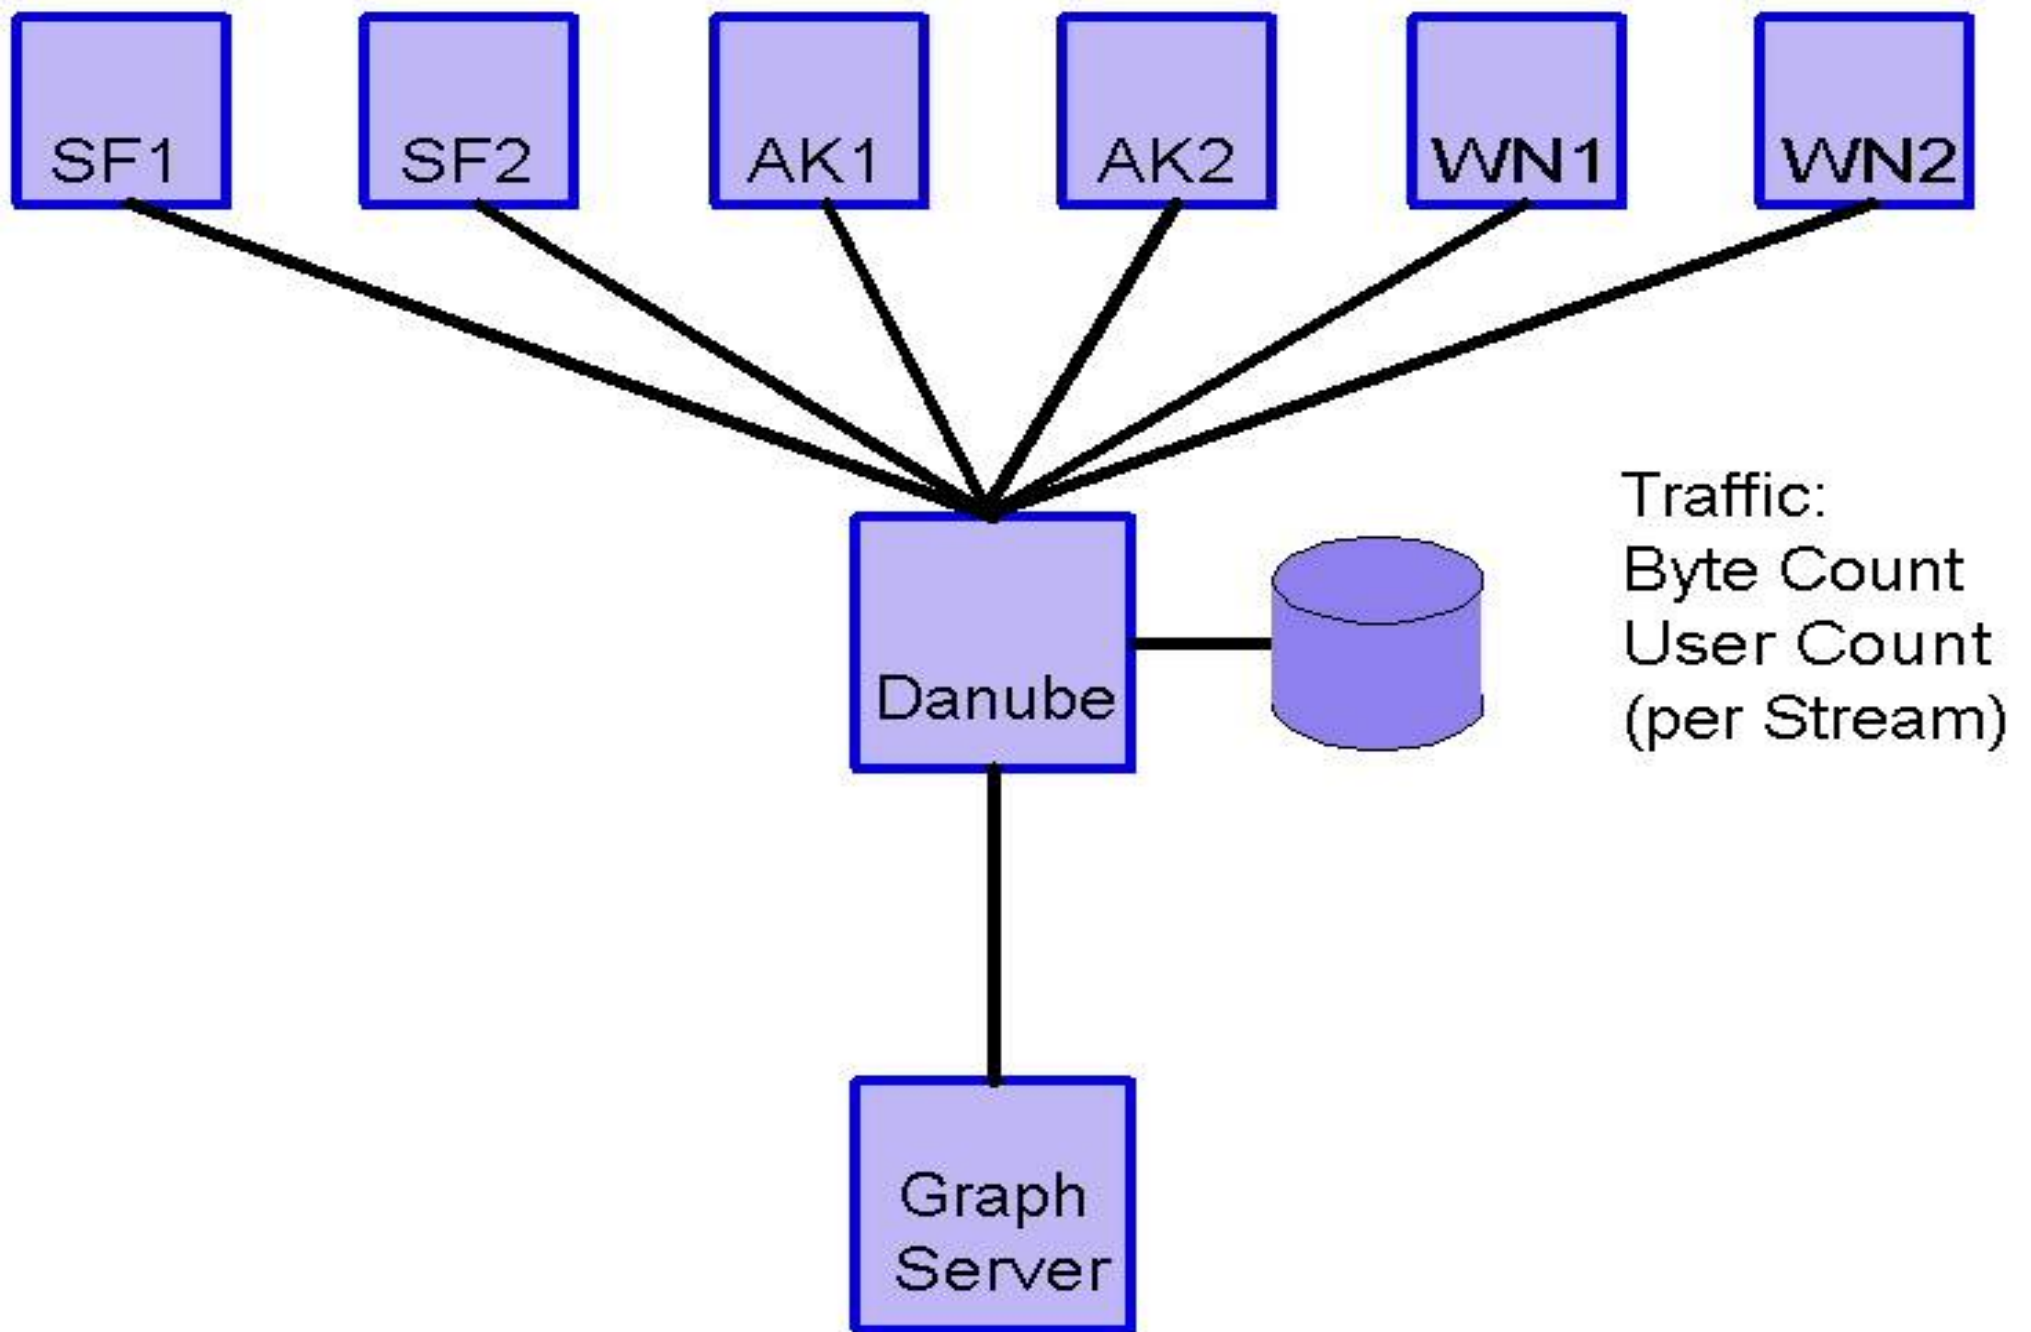 SF1
SF2
AK1
AK2
WN1
WN2
Traffic:
Byte Count
User Count
(per Stream)
Danube
Graph
Server